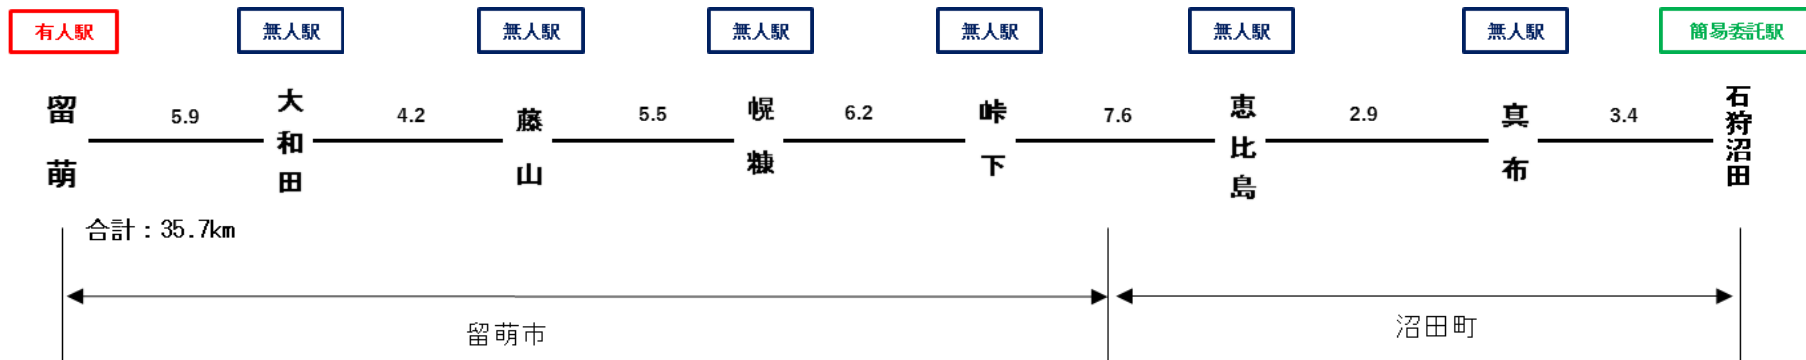 有人駅
無人駅
無人駅
無人駅
無人駅
無人駅
無人駅
簡易委託駅
留萌
5.9
大和田
4.2
藤山
5.5
幌糠
6.2
峠下
7.6
恵比島
2.9
真布
3.4
石狩沼田
合計：35.7km
留萌市
沼田町